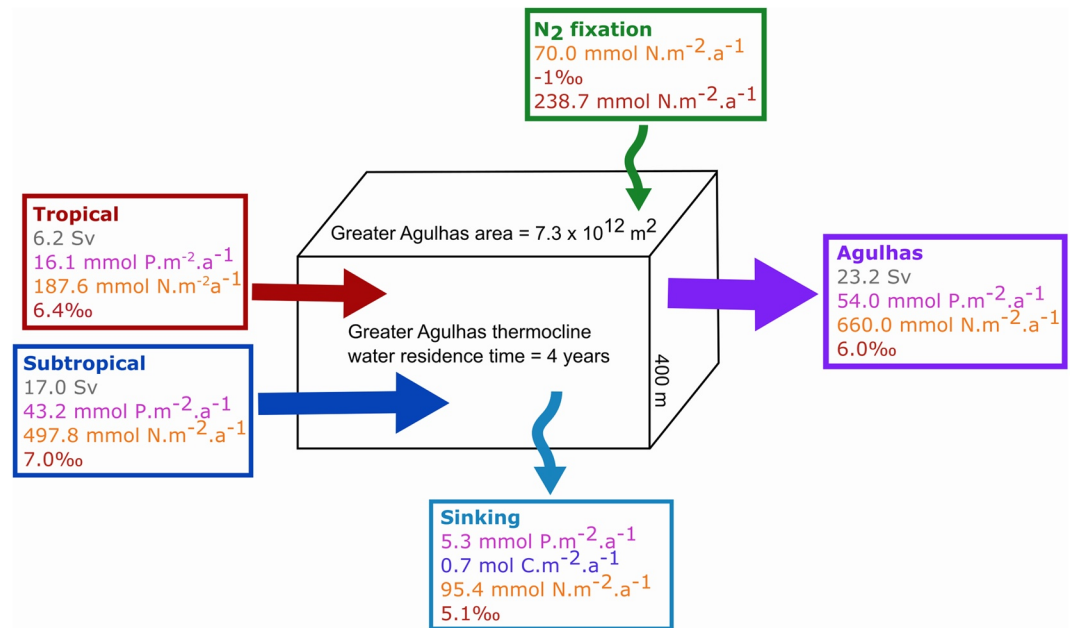 N₂ fixation
70.0 mmol N.m⁻².a⁻¹
-1‰
238.7 mmol N.m⁻².a⁻¹
Greater Agulhas area = 7.3 x 10¹² m²
Tropical
6.2 Sv
16.1 mmol P.m⁻².a⁻¹
187.6 mmol N.m⁻²a⁻¹
6.4‰
Agulhas
23.2 Sv
54.0 mmol P.m⁻².a⁻¹
660.0 mmol N.m⁻².a⁻¹
6.0‰
Greater Agulhas thermocline
water residence time = 4 years
400 m
Subtropical
17.0 Sv
43.2 mmol P.m⁻².a⁻¹
497.8 mmol N.m⁻².a⁻¹
7.0‰
Sinking
5.3 mmol P.m⁻².a⁻¹
0.7 mol C.m⁻².a⁻¹
95.4 mmol N.m⁻².a⁻¹
5.1‰